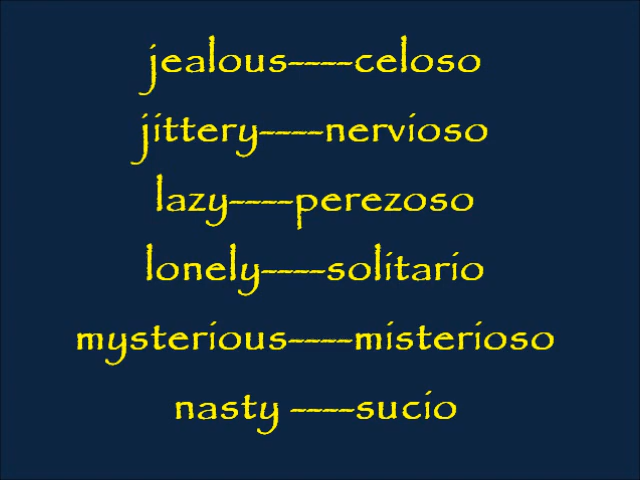 jealous----celoso
jittery----nervioso
lazy----perezoso
lonely----solitario
mysterious----misterioso
nasty ----sucio